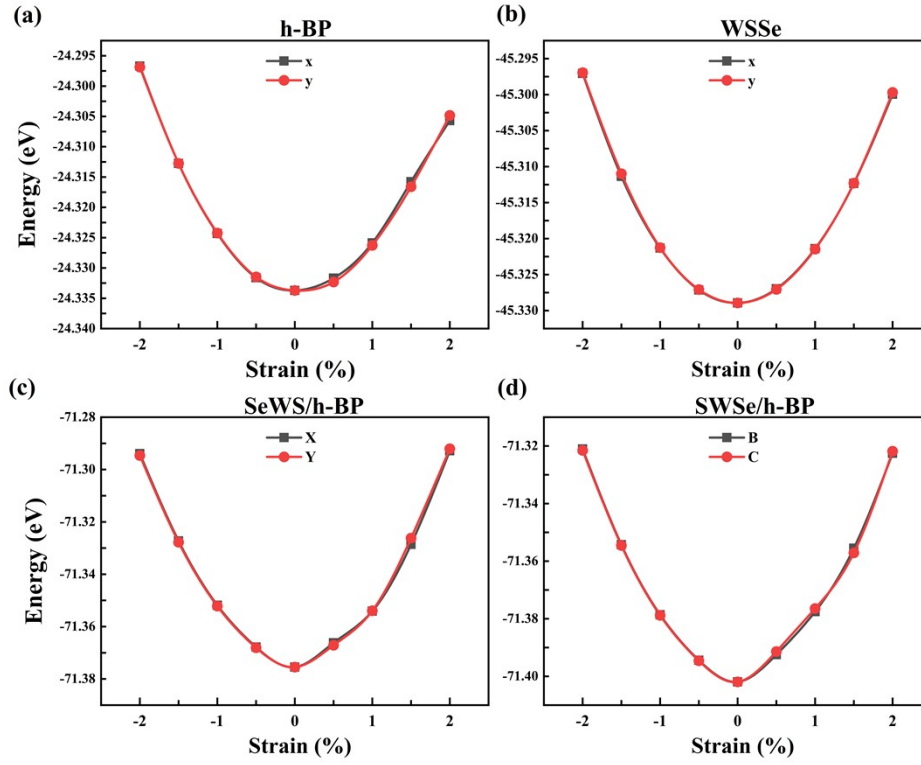 (a)
h-BP
Energy (eV)
-24.295
-24.300
-24.305
-24.310
-24.315
-24.320
-24.325
-24.330
-24.335
-24.340
x
y
-2 -1 0 1 2
Strain (%)
(b)
WSSe
-45.295
-45.300
-45.305
-45.310
-45.315
-45.320
-45.325
-45.330
x
y
-2 -1 0 1 2
Strain (%)
(c)
SeWS/h-BP
Energy (eV)
-71.28
-71.30
-71.32
-71.34
-71.36
-71.38
X
Y
-2 -1 0 1 2
Strain (%)
(d)
SWSe/h-BP
-71.32
-71.34
-71.36
-71.38
-71.40
B
C
-2 -1 0 1 2
Strain (%)